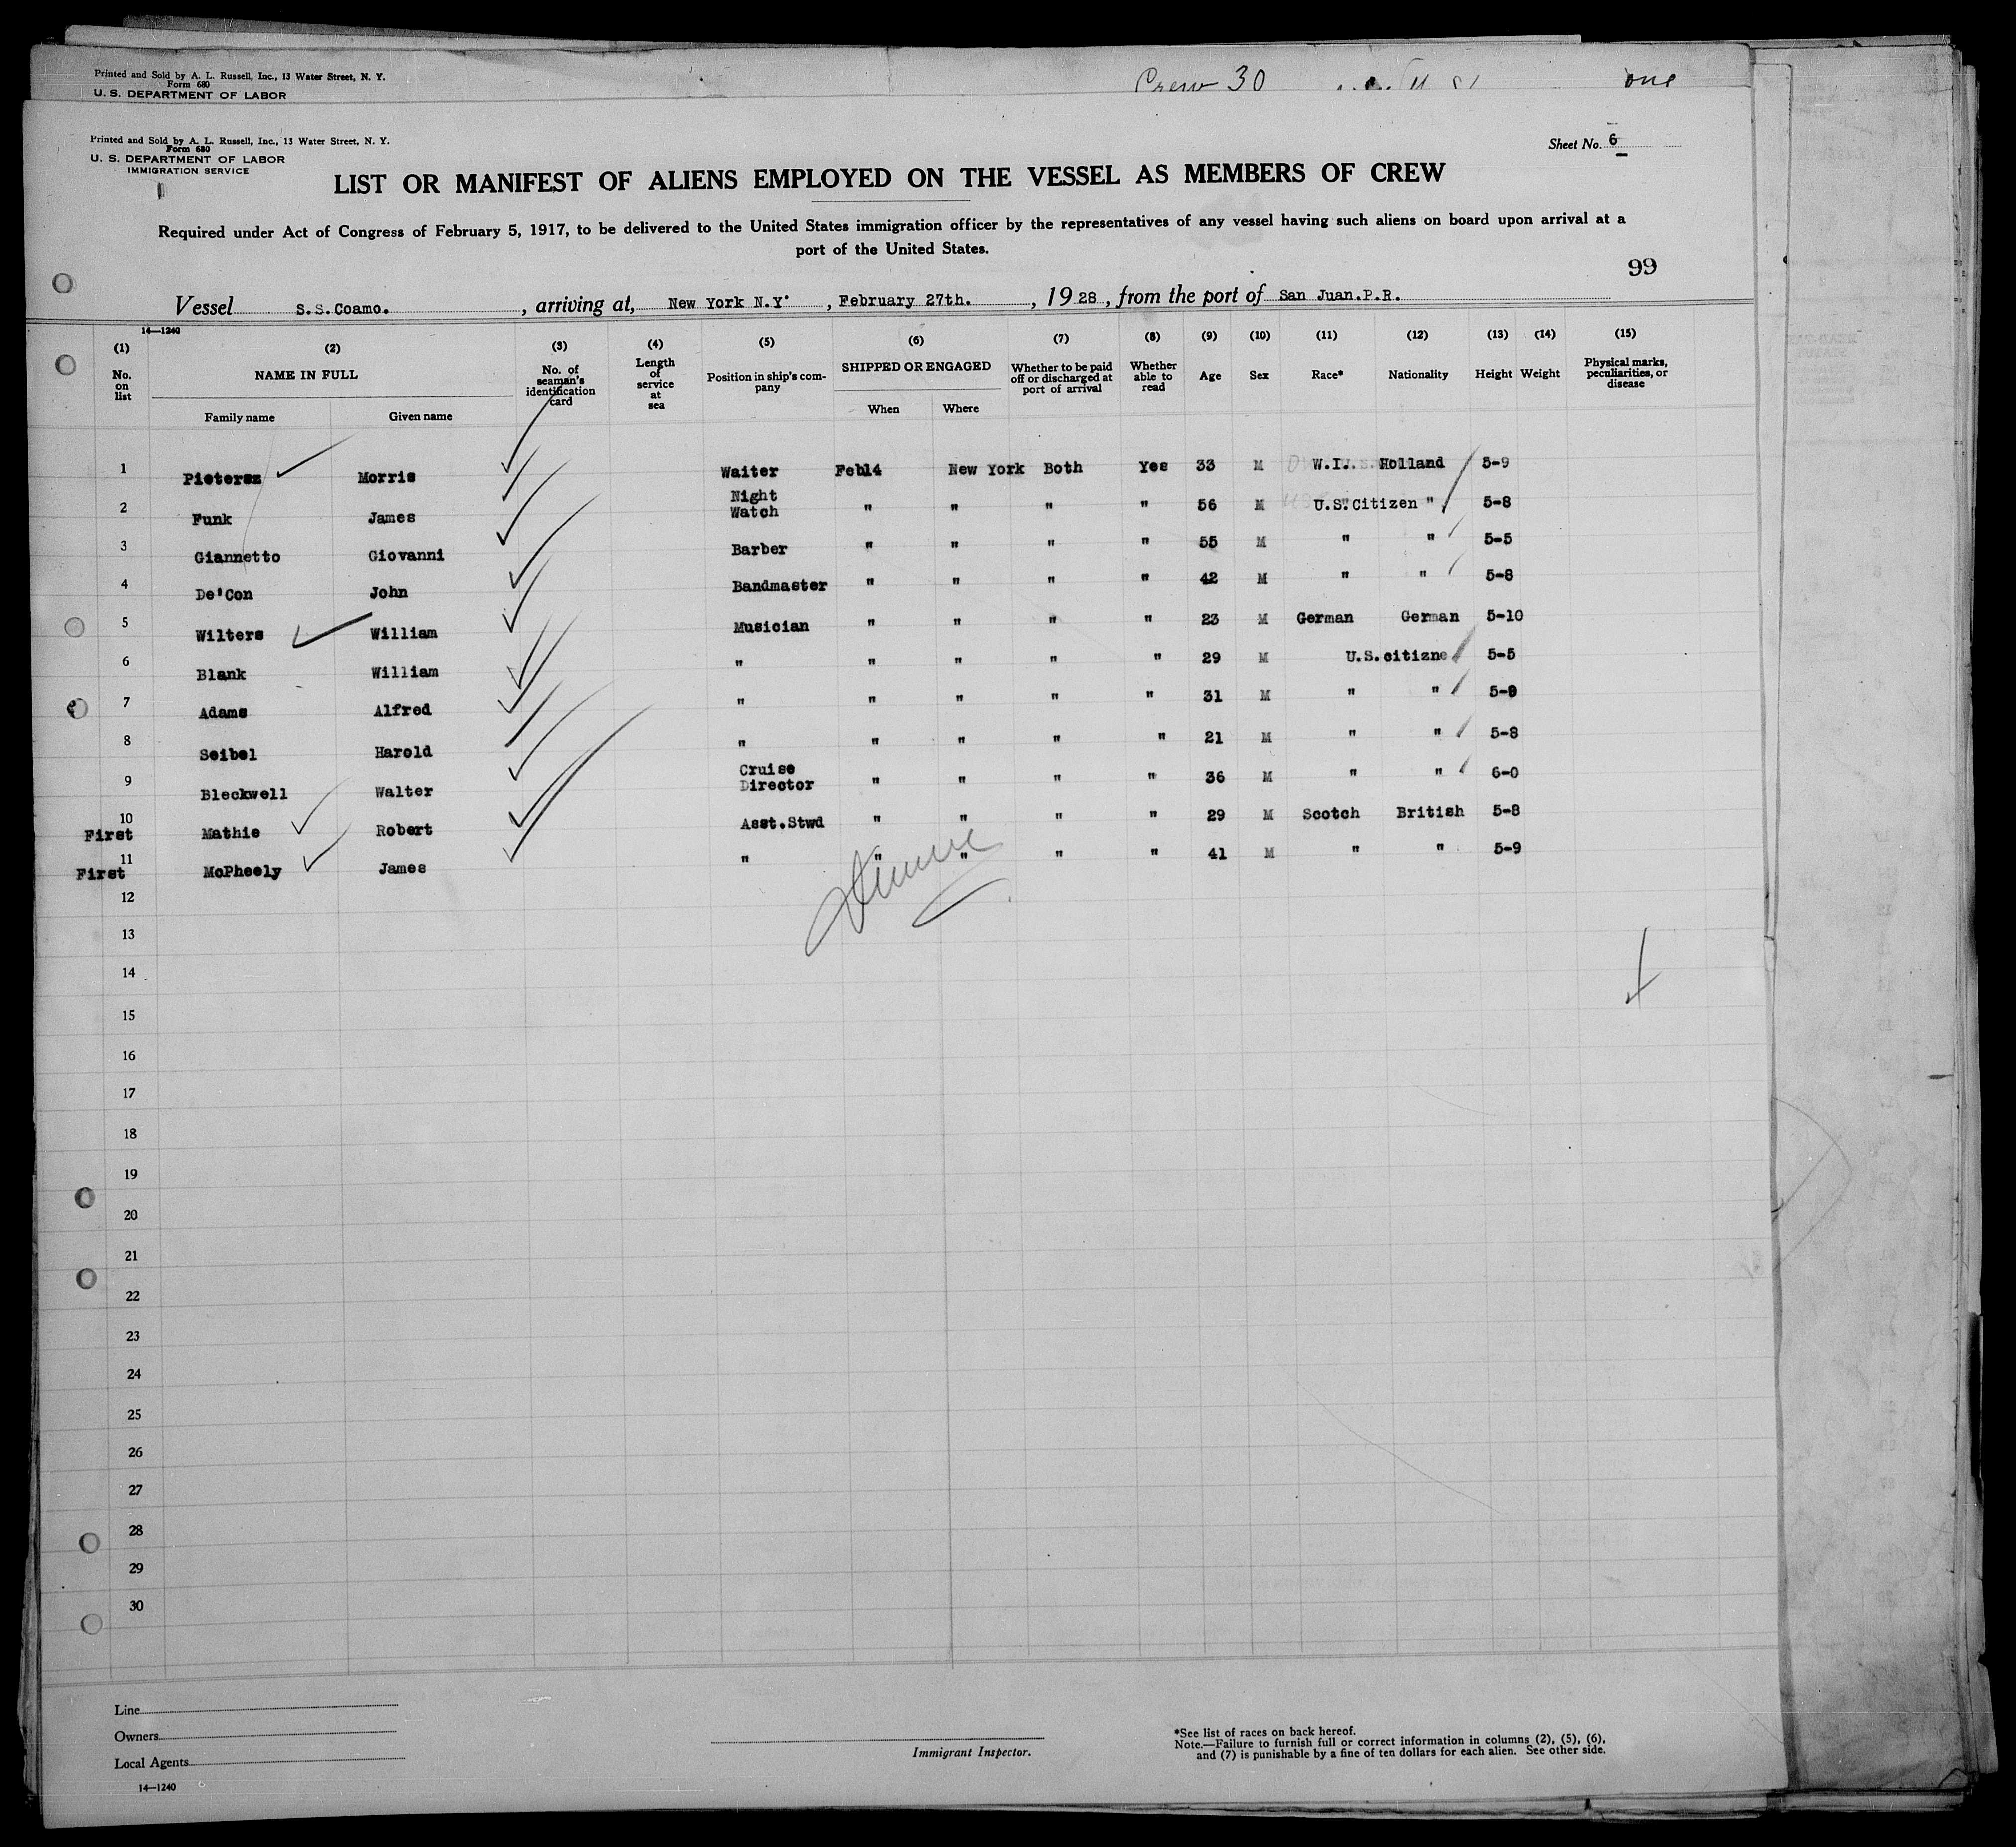 Printed and Sold by A. L. Russell, Inc., 13 Water Street, N. Y.
Form 680
U. S. DEPARTMENT OF LABOR
Crew 30
one
Printed and Sold by A. L. Russell, Inc., 13 Water Street, N. Y.
Form 680
U. S. DEPARTMENT OF LABOR
IMMIGRATION SERVICE
Sheet No. 6
LIST OR MANIFEST OF ALIENS EMPLOYED ON THE VESSEL AS MEMBERS OF CREW
Required under Act of Congress of February 5, 1917, to be delivered to the United States immigration officer by the representatives of any vessel having such aliens on board upon arrival at a
port of the United States.
99
Vessel S.S.Coamo. , arriving at, New York N.Y. , February 27th. , 1928 , from the port of San Juan.P.R.
14—1240
(1) (2) (3) (4) (5) (6) (7) (8) (9) (10) (11) (12) (13) (14) (15)
No. on list NAME IN FULL No. of seaman's identification card Length of service at sea Position in ship's company SHIPPED OR ENGAGED Whether to be paid off or discharged at port of arrival Whether able to read Age Sex Race* Nationality Height Weight Physical marks, peculiarities, or disease
Family name Given name When Where
1 Pietersz Morris Waiter Feb14 New York Both Yes 33 M W.I. Holland 5-9
2 Funk James Night Watch " " " " 56 M U.S.Citizen " 5-8
3 Giannetto Giovanni Barber " " " " 55 M " " 5-5
4 De'Con John Bandmaster " " " " 42 M " " 5-8
5 Wilters William Musician " " " " 23 M German German 5-10
6 Blank William " " " " " 29 M U.S.citizne 5-5
7 Adams Alfred " " " " " 31 M " " 5-9
8 Seibel Harold " " " " " 21 M " " 5-8
9 Bleckwell Walter Cruise Director " " " " 36 M " " 6-0
10 First Mathie Robert Asst.Stwd " " " " 29 M Scotch British 5-8
11 First McPheely James " " " " " 41 M " " 5-9
12
13
14
15
16
17
18
19
20
21
22
23
24
25
26
27
28
29
30
Line
Owners
Local Agents
14—1240
Immigrant Inspector.
*See list of races on back hereof.
Note.—Failure to furnish full or correct information in columns (2), (5), (6),
and (7) is punishable by a fine of ten dollars for each alien. See other side.